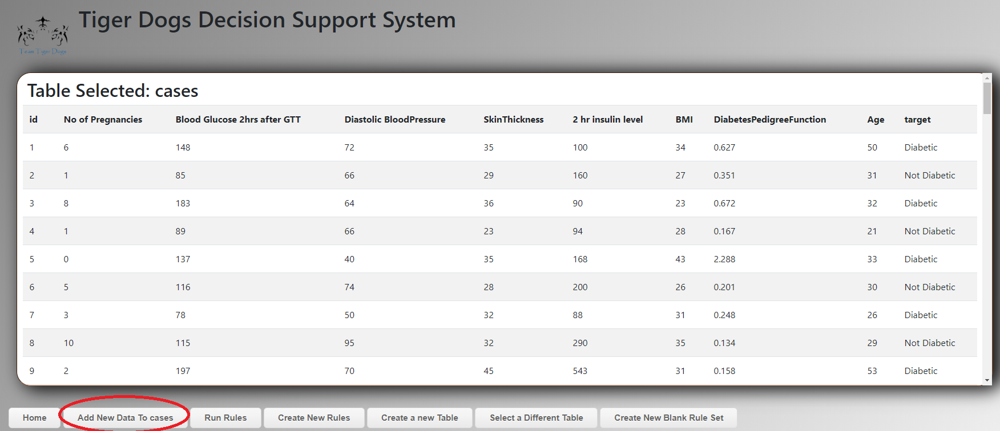 Tiger Dogs Decision Support System
Team Tiger Dogs
Table Selected: cases
id No of Pregnancies Blood Glucose 2hrs after GTT Diastolic BloodPressure SkinThickness 2 hr insulin level BMI DiabetesPedigreeFunction Age target
1 6 148 72 35 100 34 0.627 50 Diabetic
2 1 85 66 29 160 27 0.351 31 Not Diabetic
3 8 183 64 36 90 23 0.672 32 Diabetic
4 1 89 66 23 94 28 0.167 21 Not Diabetic
5 0 137 40 35 168 43 2.288 33 Diabetic
6 5 116 74 28 200 26 0.201 30 Not Diabetic
7 3 78 50 32 88 31 0.248 26 Diabetic
8 10 115 95 32 290 35 0.134 29 Not Diabetic
9 2 197 70 45 543 31 0.158 53 Diabetic
Home Add New Data To cases Run Rules Create New Rules Create a new Table Select a Different Table Create New Blank Rule Set